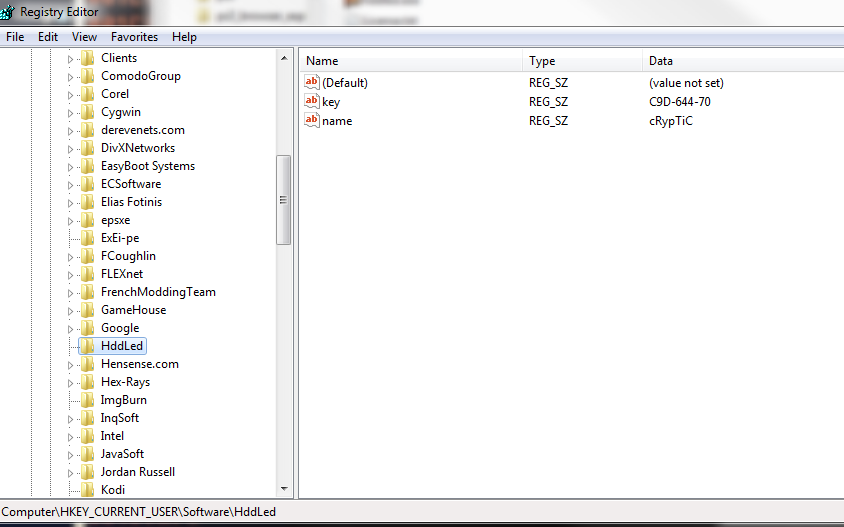 Registry Editor
File Edit View Favorites Help
Clients
ComodoGroup
Corel
Cygwin
derevenets.com
DivXNetworks
EasyBoot Systems
ECSoftware
Elias Fotinis
epsxe
ExEi-pe
FCoughlin
FLEXnet
FrenchModdingTeam
GameHouse
Google
HddLed
Hensense.com
Hex-Rays
ImgBurn
InqSoft
Intel
JavaSoft
Jordan Russell
Kodi
Name Type Data
ab (Default) REG_SZ (value not set)
ab key REG_SZ C9D-644-70
ab name REG_SZ cRypTiC
Computer\HKEY_CURRENT_USER\Software\HddLed